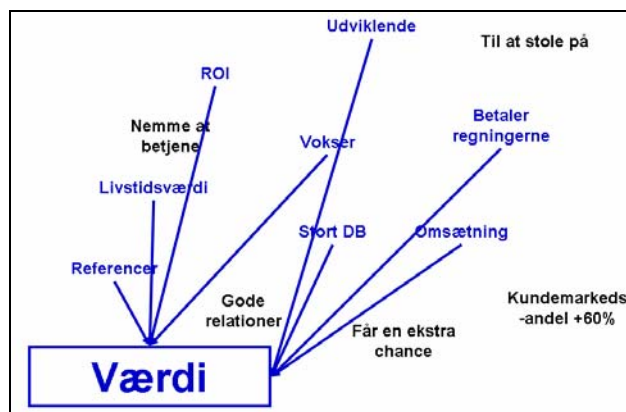 Udviklende
Til at stole på
ROI
Betaler
regningerne
Nemme at
betjene
Vokser
Livstidsværdi
Stort DB
Omsætning
Referencer
Gode
relationer
Kundemarkeds
-andel +60%
Får en ekstra
chance
Værdi